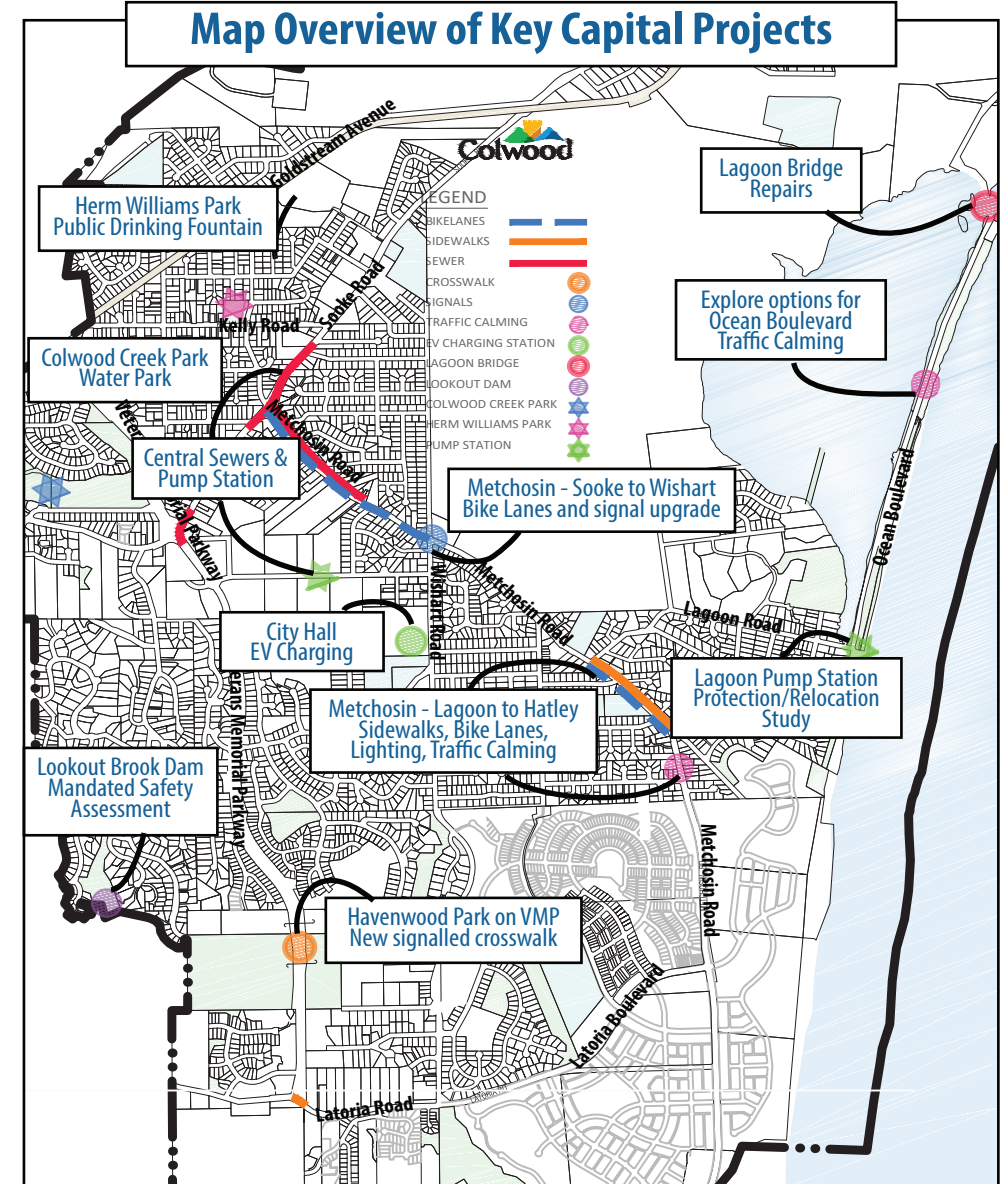 Map Overview of Key Capital Projects
Goldstream Avenue
Colwood
Lagoon Bridge
Repairs
LEGEND
BIKELANES
SIDEWALKS
SEWER
CROSSWALK
SIGNALS
TRAFFIC CALMING
EV CHARGING STATION
LAGOON BRIDGE
LOOKOUT DAM
COLWOOD CREEK PARK
HERM WILLIAMS PARK
PUMP STATION
Herm Williams Park
Public Drinking Fountain
Sooke Road
Kelly Road
Explore options for
Ocean Boulevard
Traffic Calming
Colwood Creek Park
Water Park
Metchosin Road
Central Sewers &
Pump Station
Metchosin - Sooke to Wishart
Bike Lanes and signal upgrade
Ocean Boulevard
Parkway
Wishart Road
Metchosin Road
Lagoon Road
City Hall
EV Charging
Lagoon Pump Station
Protection/Relocation
Study
Metchosin - Lagoon to Hatley
Sidewalks, Bike Lanes,
Lighting, Traffic Calming
Memorial Parkway
Lookout Brook Dam
Mandated Safety
Assessment
Metchosin Road
Havenwood Park on VMP
New signalled crosswalk
Latoria Boulevard
Latoria Road
LATORIA RD